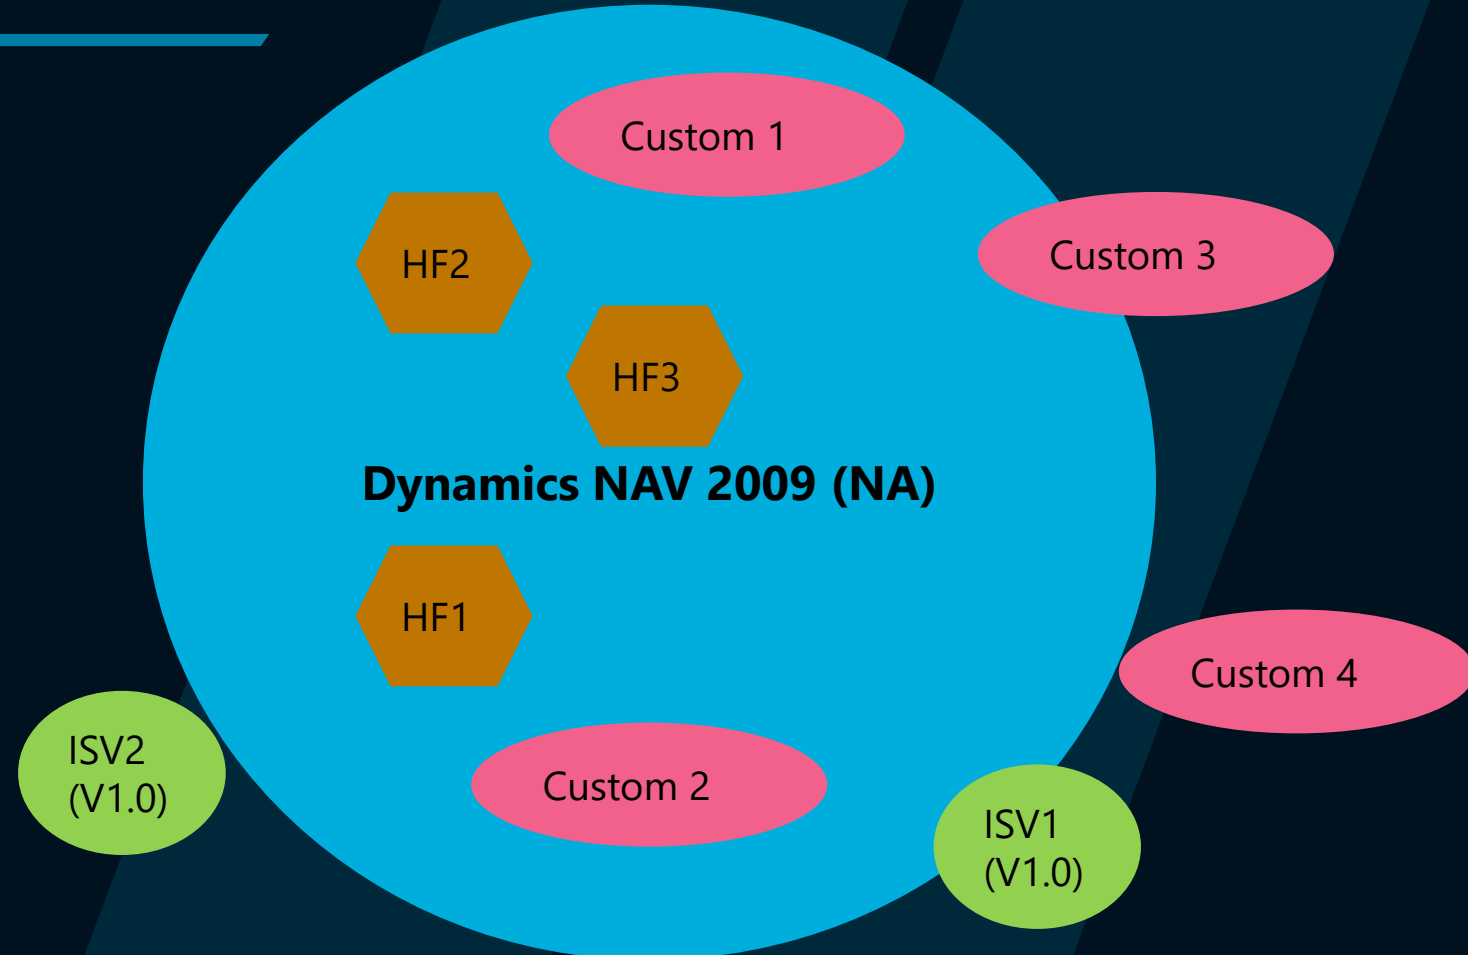 Custom 1
Custom 3
HF2
HF3
Dynamics NAV 2009 (NA)
HF1
Custom 4
ISV2
(V1.0)
Custom 2
ISV1
(V1.0)